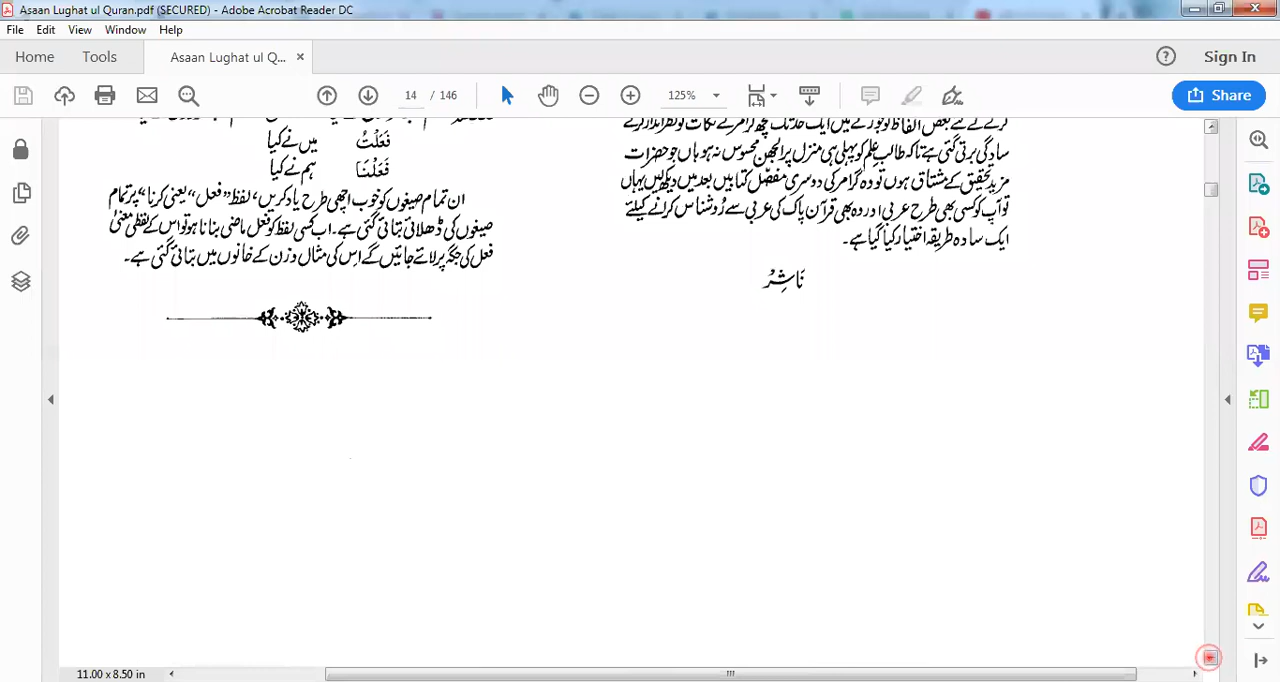 Asaan Lughat ul Quran.pdf (SECURED) - Adobe Acrobat Reader DC
File Edit View Window Help
Home Tools Asaan Lughat ul Q... ×
Sign In
14 / 146 125% Share
سادگی برتی گئی ہے تاکہ طالب علم کو پہلی ہی منزل پر الجھن محسوس نہ ہو ہاں جو حضرات
مزید تحقیق کے مشتاق ہوں تو وہ گرامر کی دوسری مفصّل کتابیں بعد میں دیکھ لیں یہاں
تو آپ کو کسی بھی طرح عربی اور وہ بھی قرآن پاک کی عربی سے رُوشناس کرانے کیلئے
ایک سادہ طریقہ اختیار کیا گیا ہے۔
نَاشِرْ
فَعَلْتُ میں نے کیا
فَعَلْنَا ہم نے کیا
ان تمام صیغوں کو خوب اچھی طرح یاد کریں، لفظ "فعل" یعنی کرنا پر تمام
صیغوں کی ڈھلائی بتائی گئی ہے۔ اب کسی لفظ کو فعل ماضی بنانا ہو تو اس کے لفظی معنیٰ
فعل کی جگہ پر لاتے جائیں گے اس کی مثال وزن کے خانوں میں بتائی گئی ہے۔
11.00 x 8.50 in